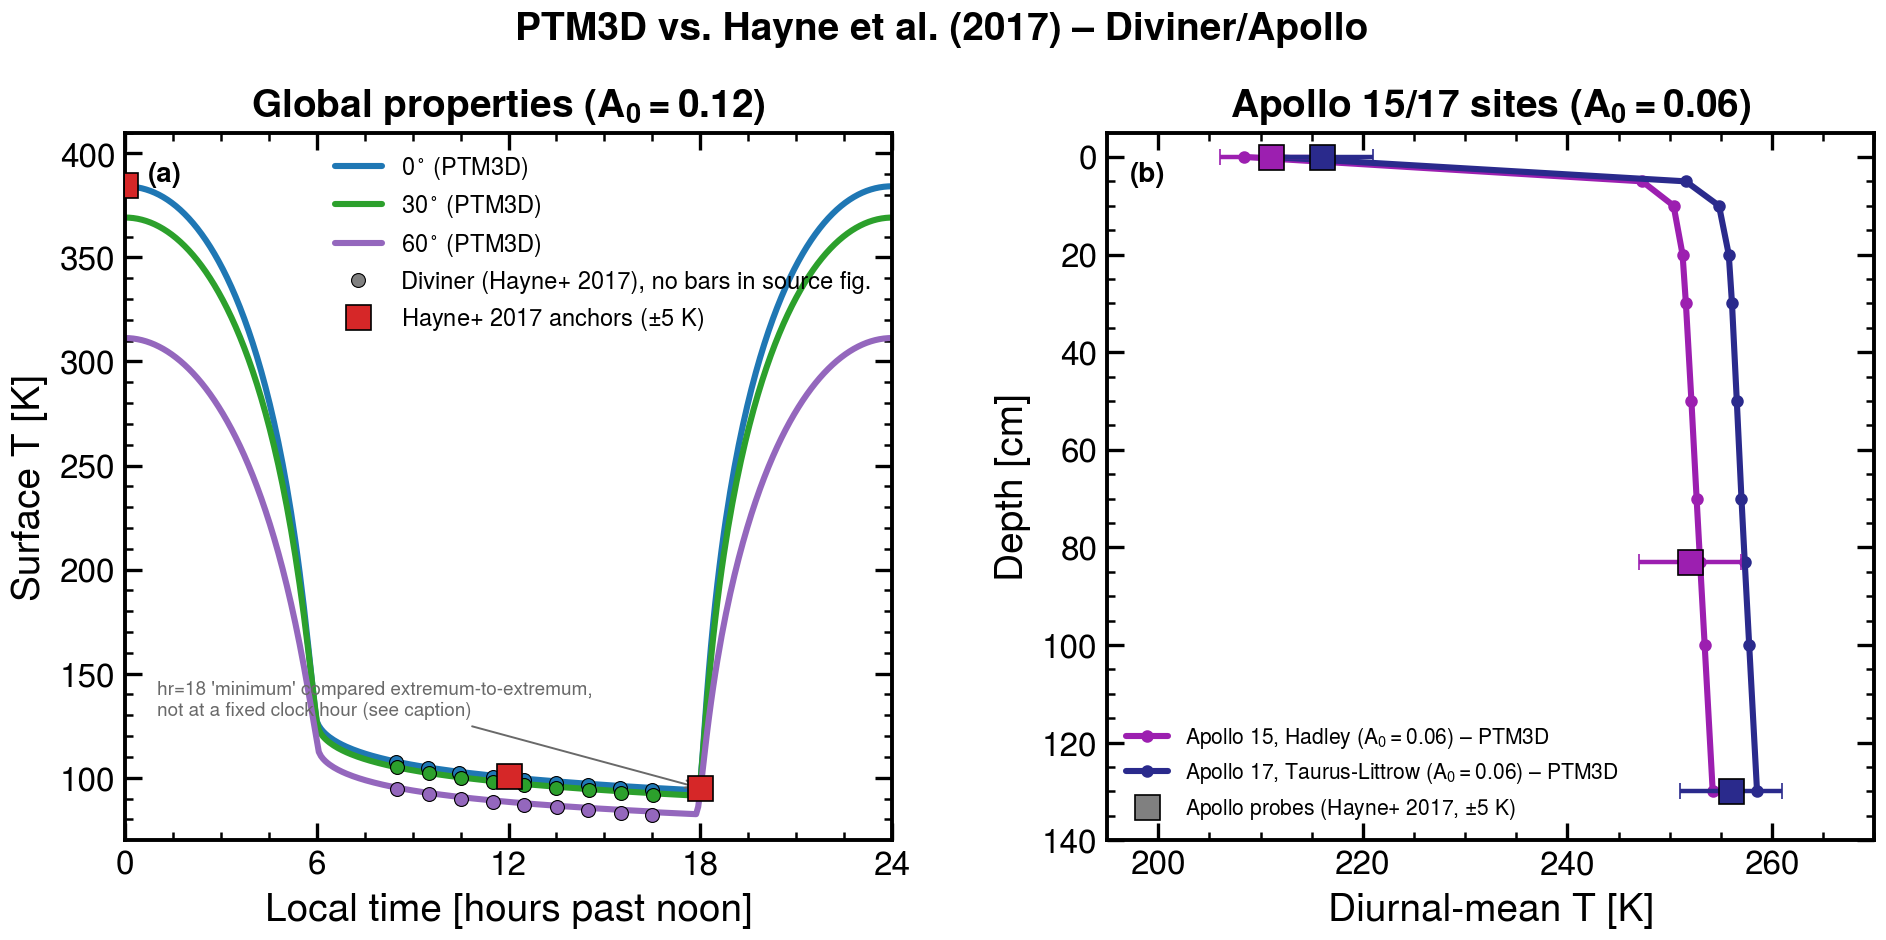 PTM3D vs. Hayne et al. (2017) – Diviner/Apollo
Global properties (A₀ = 0.12)
(a)
0° (PTM3D)
30° (PTM3D)
60° (PTM3D)
Diviner (Hayne+ 2017), no bars in source fig.
Hayne+ 2017 anchors (±5 K)
hr=18 'minimum' compared extremum-to-extremum,
not at a fixed clock hour (see caption)
Surface T [K]
400
350
300
250
200
150
100
0 6 12 18 24
Local time [hours past noon]
Apollo 15/17 sites (A₀ = 0.06)
(b)
Depth [cm]
0
20
40
60
80
100
120
140
Apollo 15, Hadley (A₀ = 0.06) – PTM3D
Apollo 17, Taurus-Littrow (A₀ = 0.06) – PTM3D
Apollo probes (Hayne+ 2017, ±5 K)
200 220 240 260
Diurnal-mean T [K]